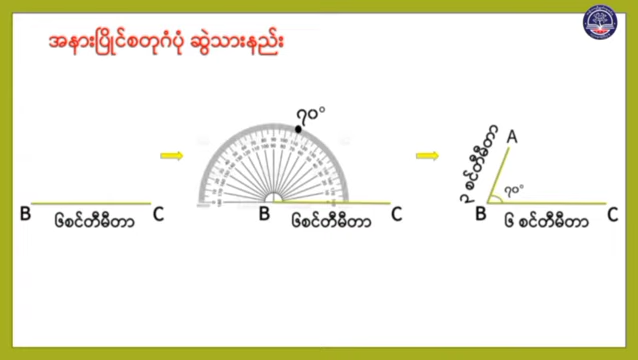 အနားပြိုင်စတုဂံပုံ ဆွဲသားနည်း
၇၀°
B
C
၆စင်တီမီတာ
B
C
၆စင်တီမီတာ
၃ စင်တီမီတာ
A
၇၀°
B
C
၆ စင်တီမီတာ